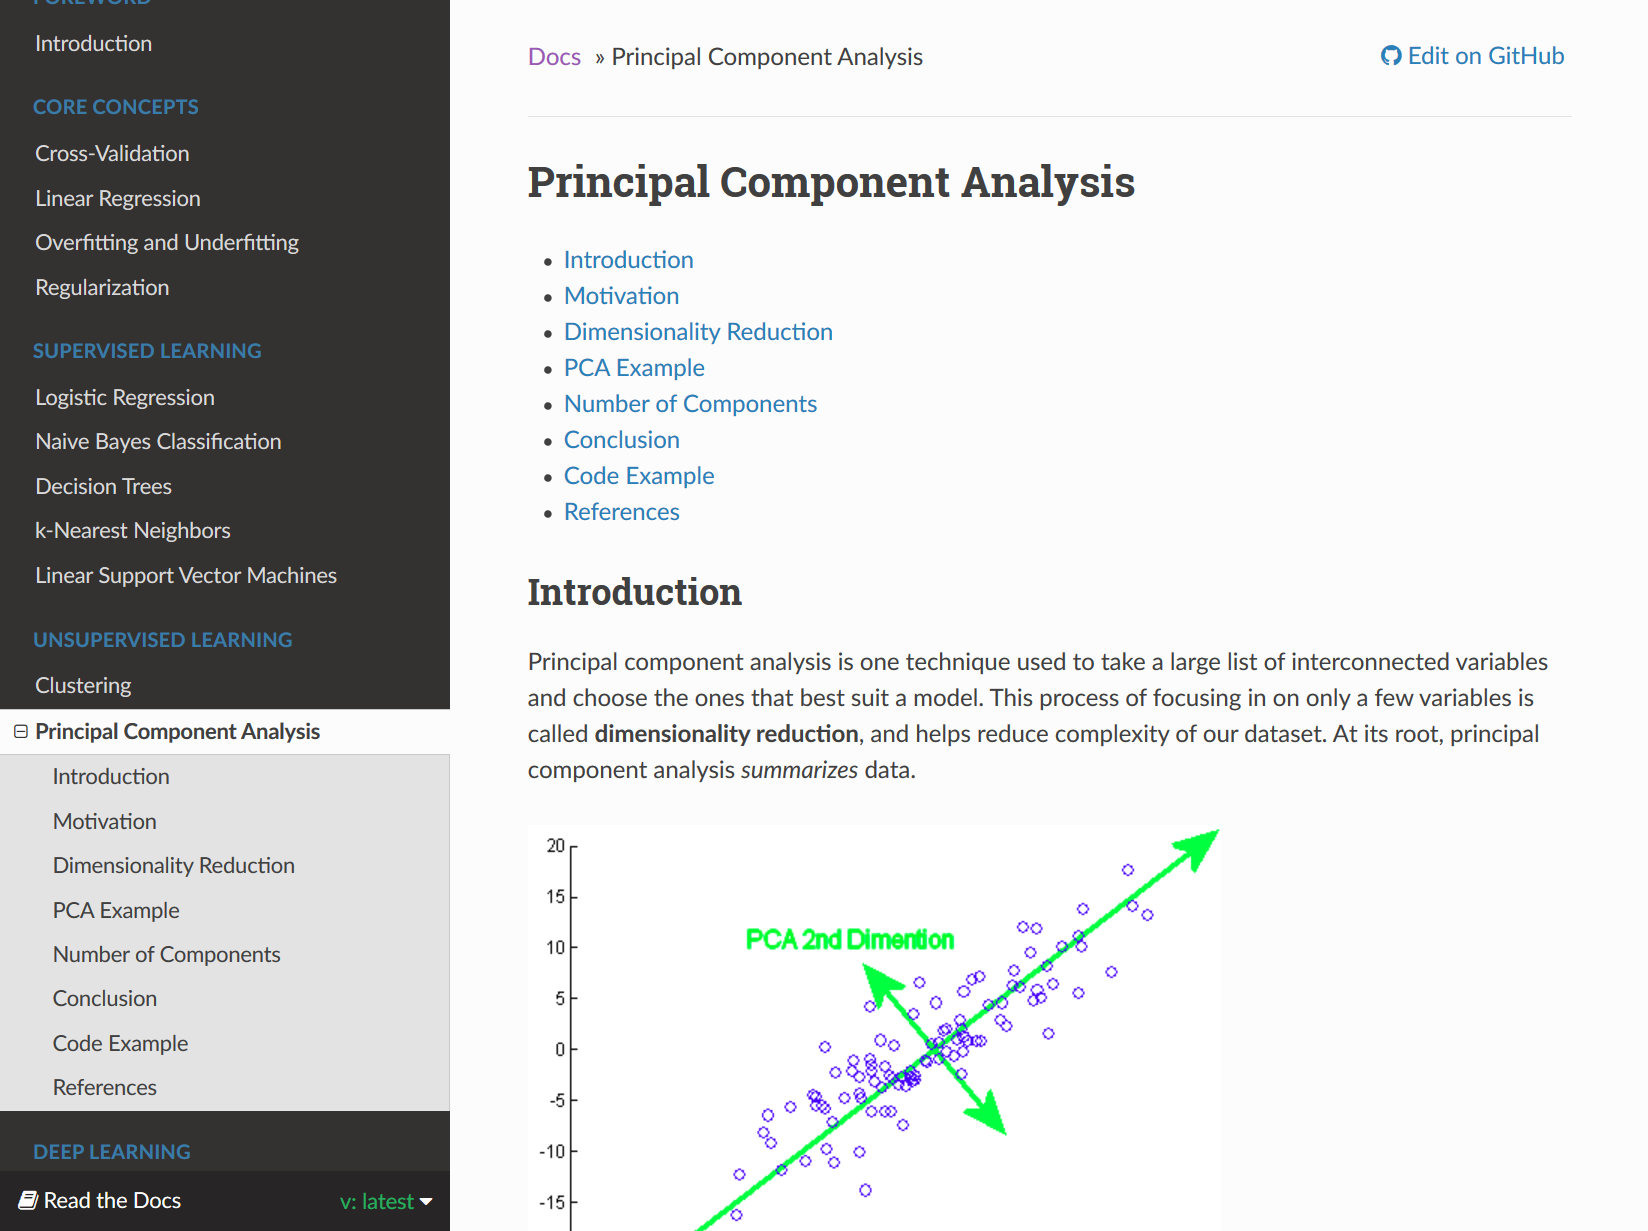 FOREWORD
Introduction
CORE CONCEPTS
Cross-Validation
Linear Regression
Overfitting and Underfitting
Regularization
SUPERVISED LEARNING
Logistic Regression
Naive Bayes Classification
Decision Trees
k-Nearest Neighbors
Linear Support Vector Machines
UNSUPERVISED LEARNING
Clustering
Principal Component Analysis
Introduction
Motivation
Dimensionality Reduction
PCA Example
Number of Components
Conclusion
Code Example
References
DEEP LEARNING
Read the Docs
v: latest
Docs » Principal Component Analysis
Edit on GitHub
Principal Component Analysis
Introduction
Motivation
Dimensionality Reduction
PCA Example
Number of Components
Conclusion
Code Example
References
Introduction
Principal component analysis is one technique used to take a large list of interconnected variables
and choose the ones that best suit a model. This process of focusing in on only a few variables is
called dimensionality reduction, and helps reduce complexity of our dataset. At its root, principal
component analysis summarizes data.
20
15
10
PCA 2nd Dimention
5
0
-5
-10
-15